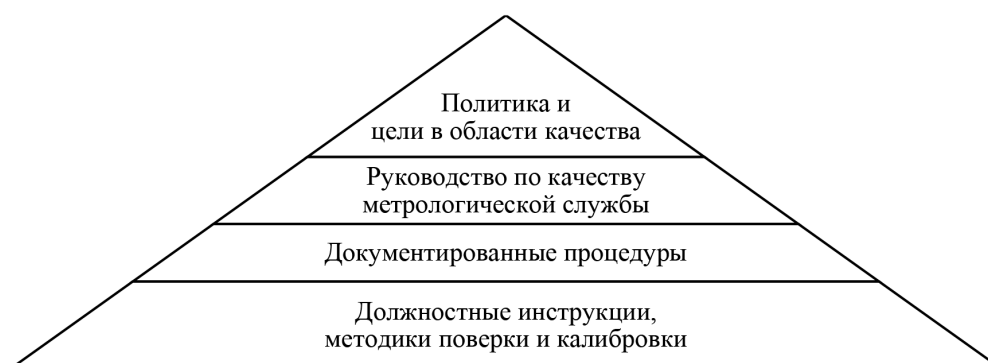 Политика и
цели в области качества
Руководство по качеству
метрологической службы
Документированные процедуры
Должностные инструкции,
методики поверки и калибровки